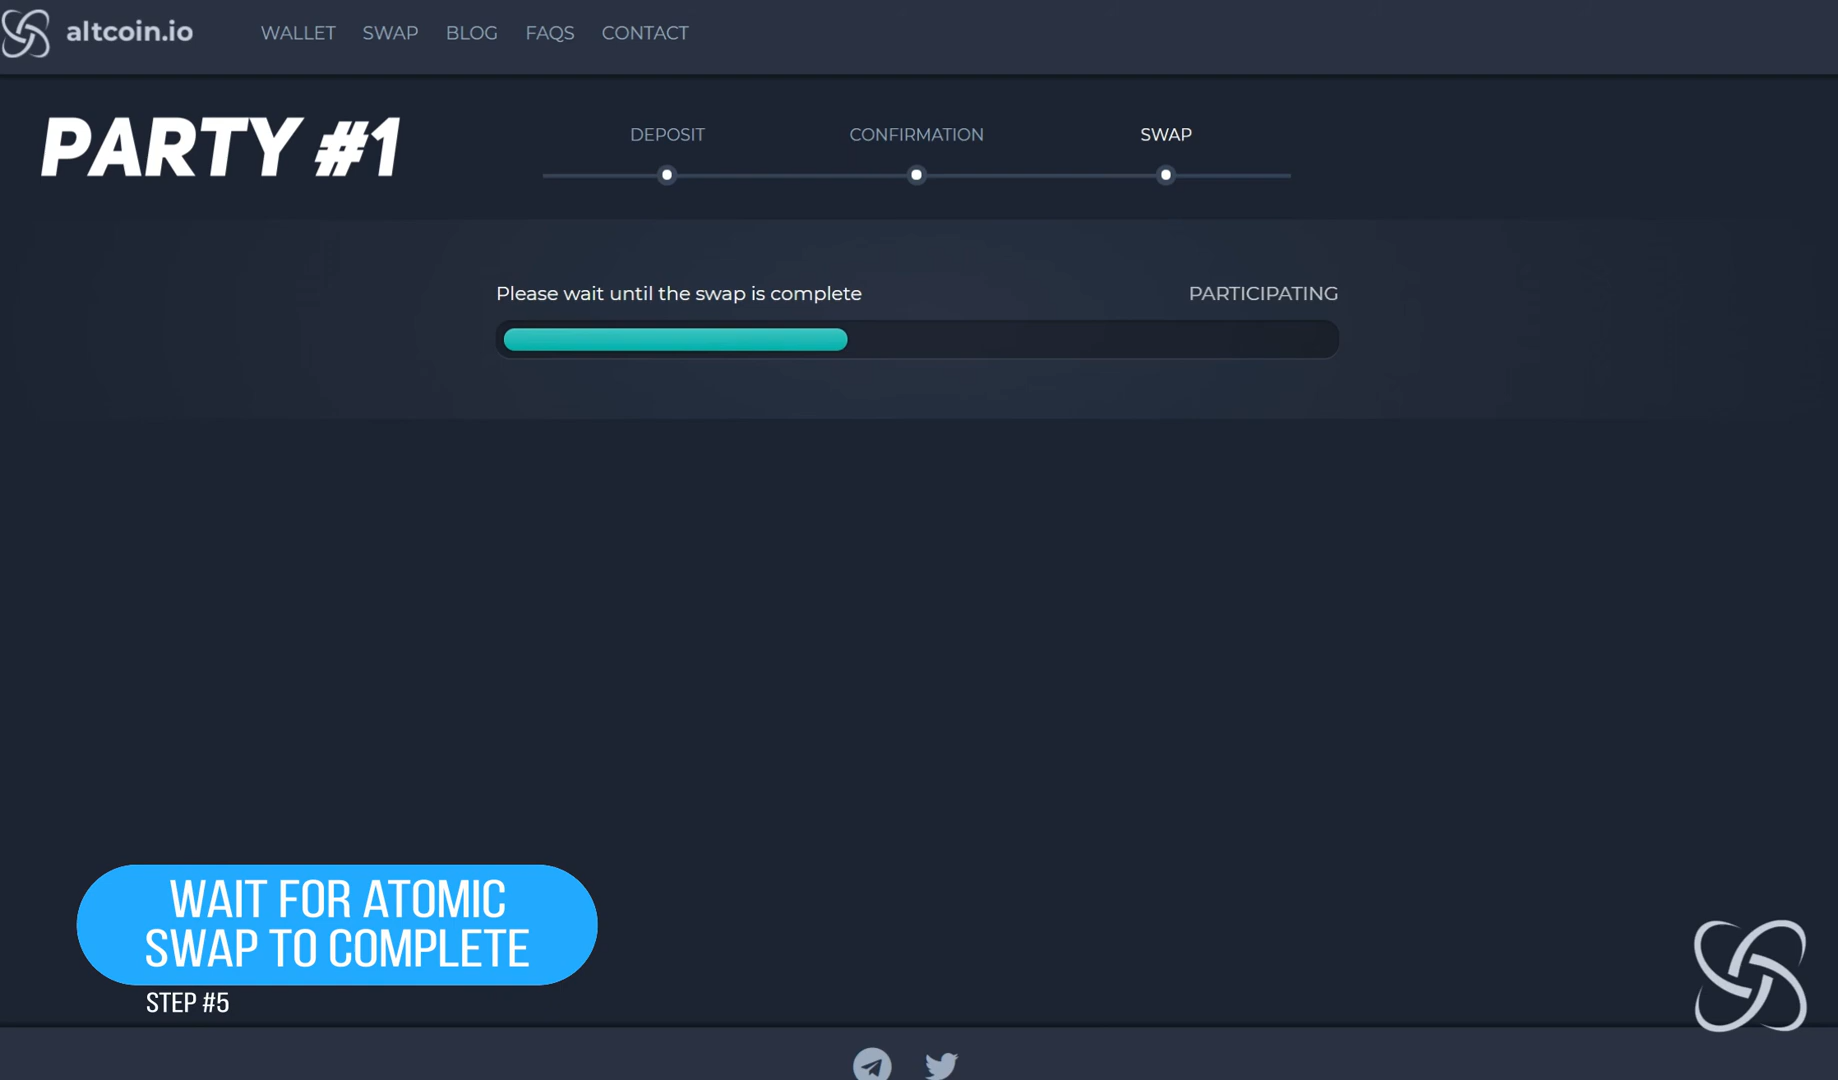 altcoin.io WALLET SWAP BLOG FAQS CONTACT
PARTY #1
DEPOSIT CONFIRMATION SWAP
Please wait until the swap is complete PARTICIPATING
WAIT FOR ATOMIC
SWAP TO COMPLETE
STEP #5